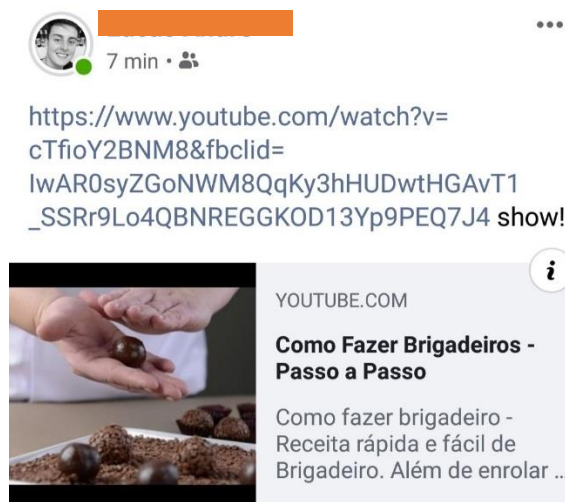 7 min
https://www.youtube.com/watch?v=
cTfioY2BNM8&fbclid=
IwAR0syZGoNWM8QqKy3hHUDwtHGAvT1
_SSRr9Lo4QBNREGGKOD13Yp9PEQ7J4 show!
i
YOUTUBE.COM
Como Fazer Brigadeiros -
Passo a Passo
Como fazer brigadeiro -
Receita rápida e fácil de
Brigadeiro. Além de enrolar ...